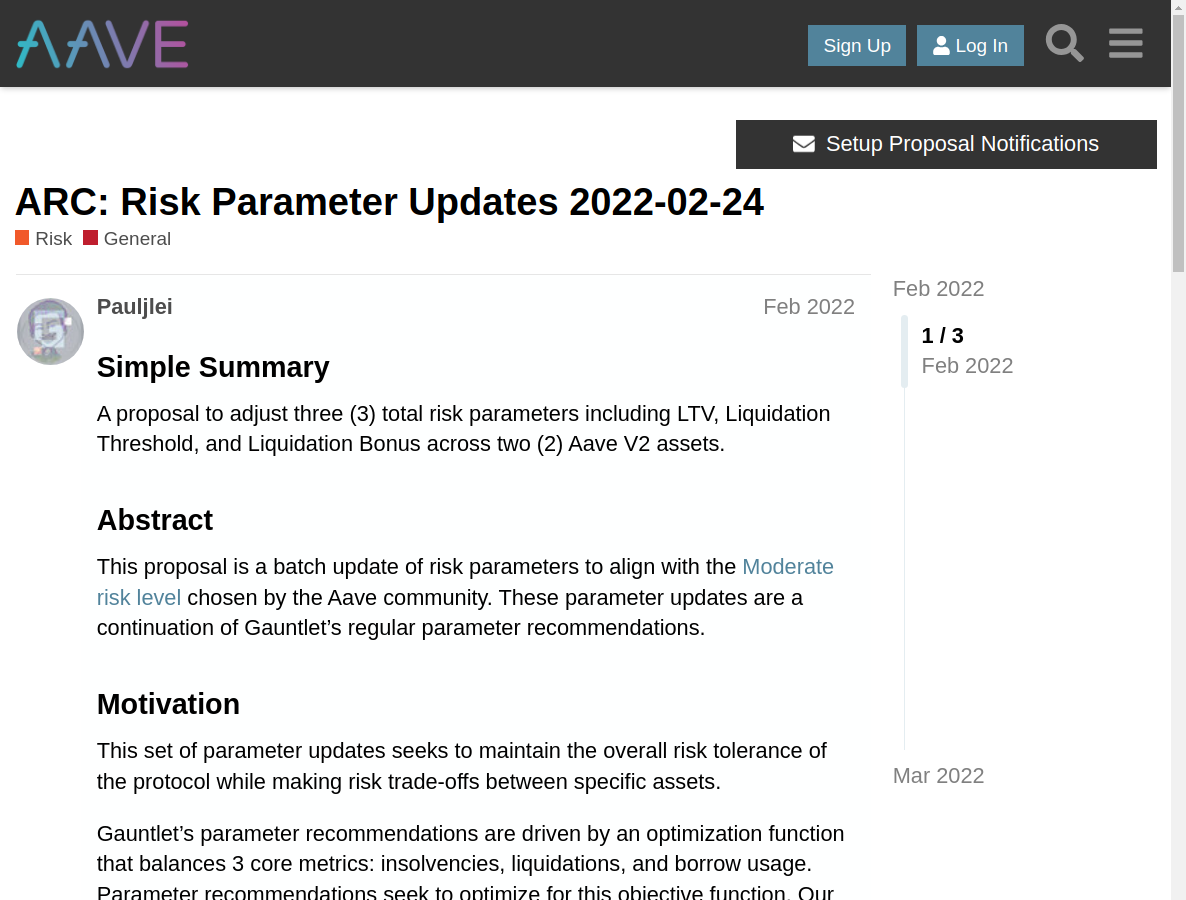 AAVE
Sign Up
Log In
Setup Proposal Notifications
ARC: Risk Parameter Updates 2022-02-24
Risk General
Pauljlei
Feb 2022
Feb 2022
1 / 3
Feb 2022
Simple Summary
A proposal to adjust three (3) total risk parameters including LTV, Liquidation
Threshold, and Liquidation Bonus across two (2) Aave V2 assets.
Abstract
This proposal is a batch update of risk parameters to align with the Moderate
risk level chosen by the Aave community. These parameter updates are a
continuation of Gauntlet’s regular parameter recommendations.
Motivation
This set of parameter updates seeks to maintain the overall risk tolerance of
the protocol while making risk trade-offs between specific assets.
Mar 2022
Gauntlet’s parameter recommendations are driven by an optimization function
that balances 3 core metrics: insolvencies, liquidations, and borrow usage.
Parameter recommendations seek to optimize for this objective function. Our